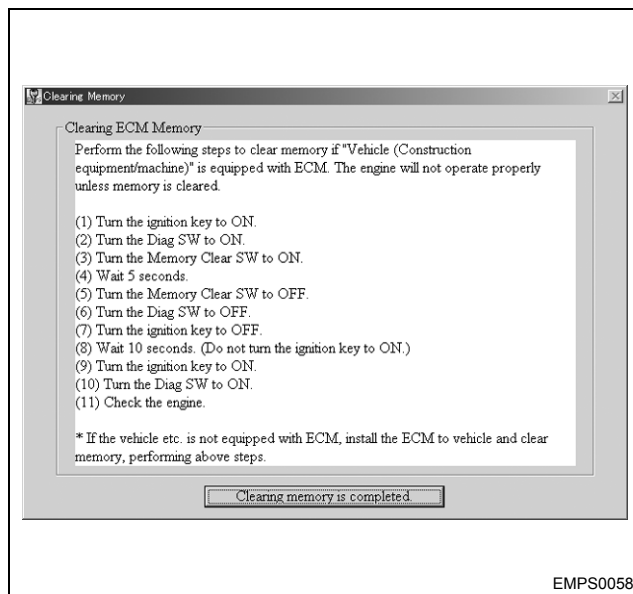 Clearing Memory
Clearing ECM Memory
Perform the following steps to clear memory if "Vehicle (Construction
equipment/machine)" is equipped with ECM. The engine will not operate properly
unless memory is cleared.
(1) Turn the ignition key to ON.
(2) Turn the Diag SW to ON.
(3) Turn the Memory Clear SW to ON.
(4) Wait 5 seconds.
(5) Turn the Memory Clear SW to OFF.
(6) Turn the Diag SW to OFF.
(7) Turn the ignition key to OFF.
(8) Wait 10 seconds. (Do not turn the ignition key to ON.)
(9) Turn the ignition key to ON.
(10) Turn the Diag SW to ON.
(11) Check the engine.
* If the vehicle etc. is not equipped with ECM, install the ECM to vehicle and clear
memory, performing above steps.
Clearing memory is completed.
EMPS0058